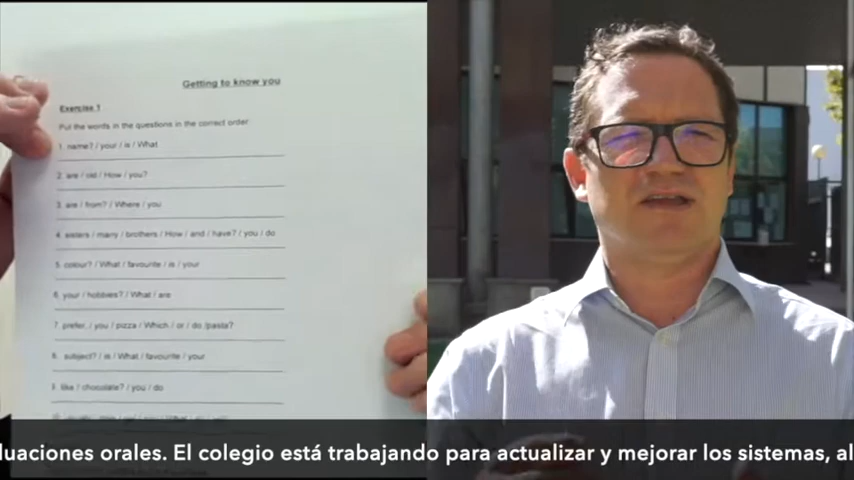 Getting to know you
Exercise 1
Put the words in the questions in the correct order:
1. name? / your / is / What
2. are / old / How / you?
3. are / from? / Where / you
4. sisters / many / brothers / How / and / have? / you / do
5. colour? / What / favourite / is / your
6. your / hobbies? / What / are
7. prefer, / you / pizza / Which / or / do /pasta?
8. subject? / is / What / favourite / your
9. like / chocolate? / you / do
luaciones orales. El colegio está trabajando para actualizar y mejorar los sistemas, al